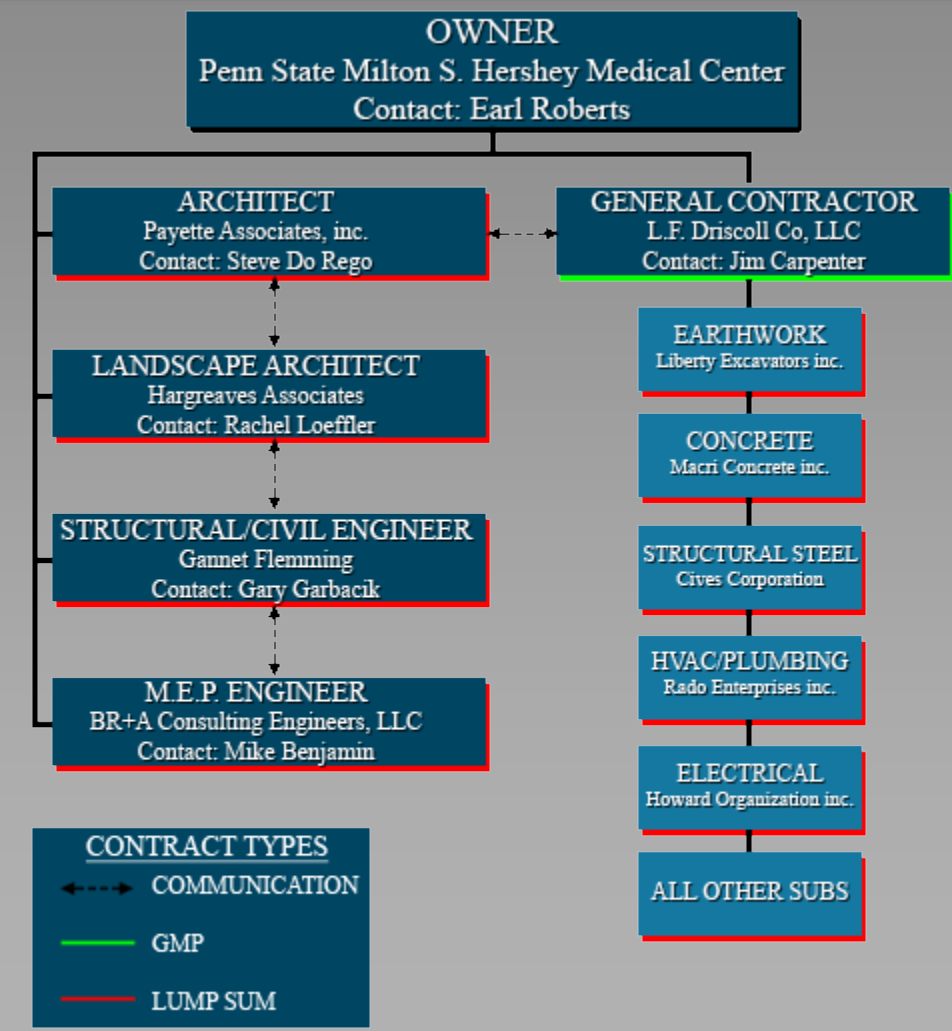 OWNER
Penn State Milton S. Hershey Medical Center
Contact: Earl Roberts
ARCHITECT
Payette Associates, inc.
Contact: Steve Do Rego
GENERAL CONTRACTOR
L.F. Driscoll Co, LLC
Contact: Jim Carpenter
LANDSCAPE ARCHITECT
Hargreaves Associates
Contact: Rachel Loeffler
STRUCTURAL/CIVIL ENGINEER
Gannet Flemming
Contact: Gary Garbacik
M.E.P. ENGINEER
BR+A Consulting Engineers, LLC
Contact: Mike Benjamin
EARTHWORK
Liberty Excavators inc.
CONCRETE
Macri Concrete inc.
STRUCTURAL STEEL
Cives Corporation
HVAC/PLUMBING
Rado Enterprises inc.
ELECTRICAL
Howard Organization inc.
ALL OTHER SUBS
CONTRACT TYPES
COMMUNICATION
GMP
LUMP SUM